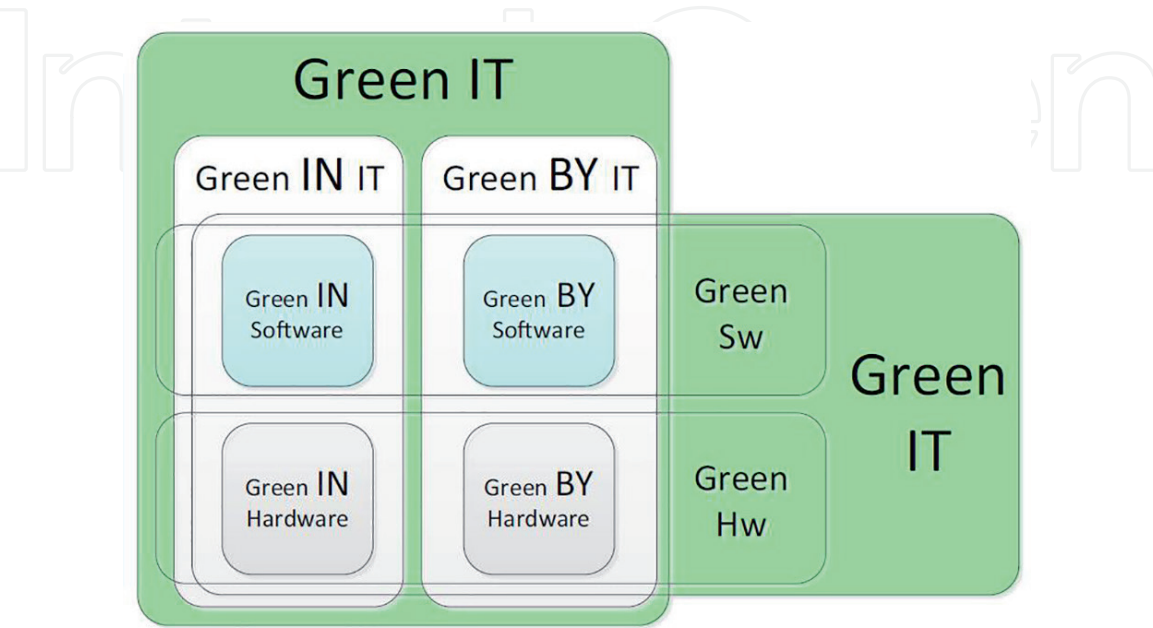 Green IT
Green IN IT
Green BY IT
Green IN
Software
Green BY
Software
Green
Sw
Green
IT
Green IN
Hardware
Green BY
Hardware
Green
Hw